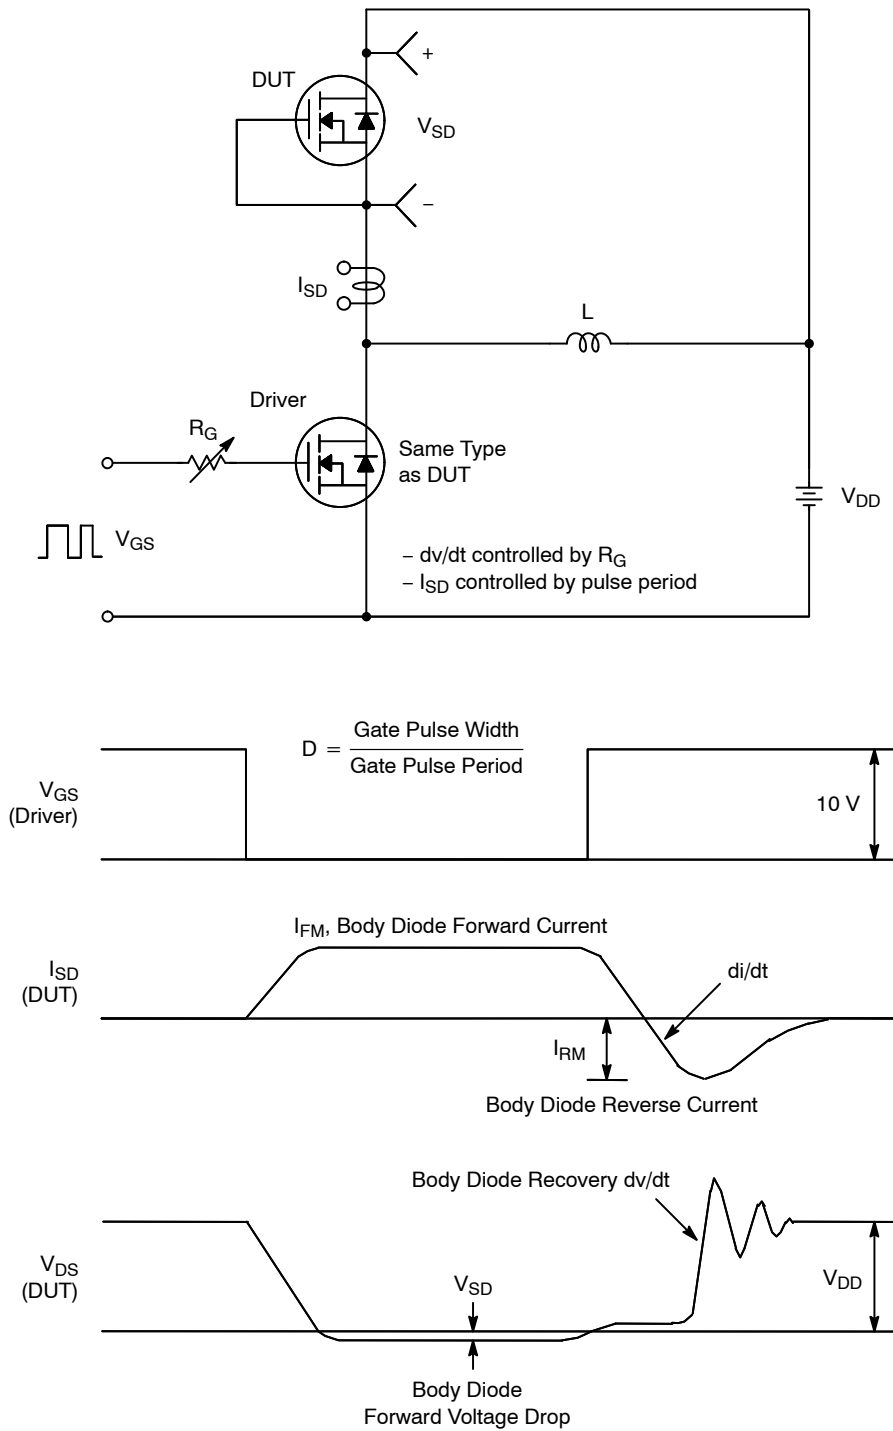 +
DUT
V_SD
−
I_SD
L
Driver
R_G
Same Type
as DUT
V_DD
V_GS
− dv/dt controlled by R_G
− I_SD controlled by pulse period
D = Gate Pulse Width
Gate Pulse Period
V_GS
(Driver)
10 V
I_FM, Body Diode Forward Current
I_SD
(DUT)
di/dt
I_RM
Body Diode Reverse Current
Body Diode Recovery dv/dt
V_DS
(DUT)
V_SD
V_DD
Body Diode
Forward Voltage Drop